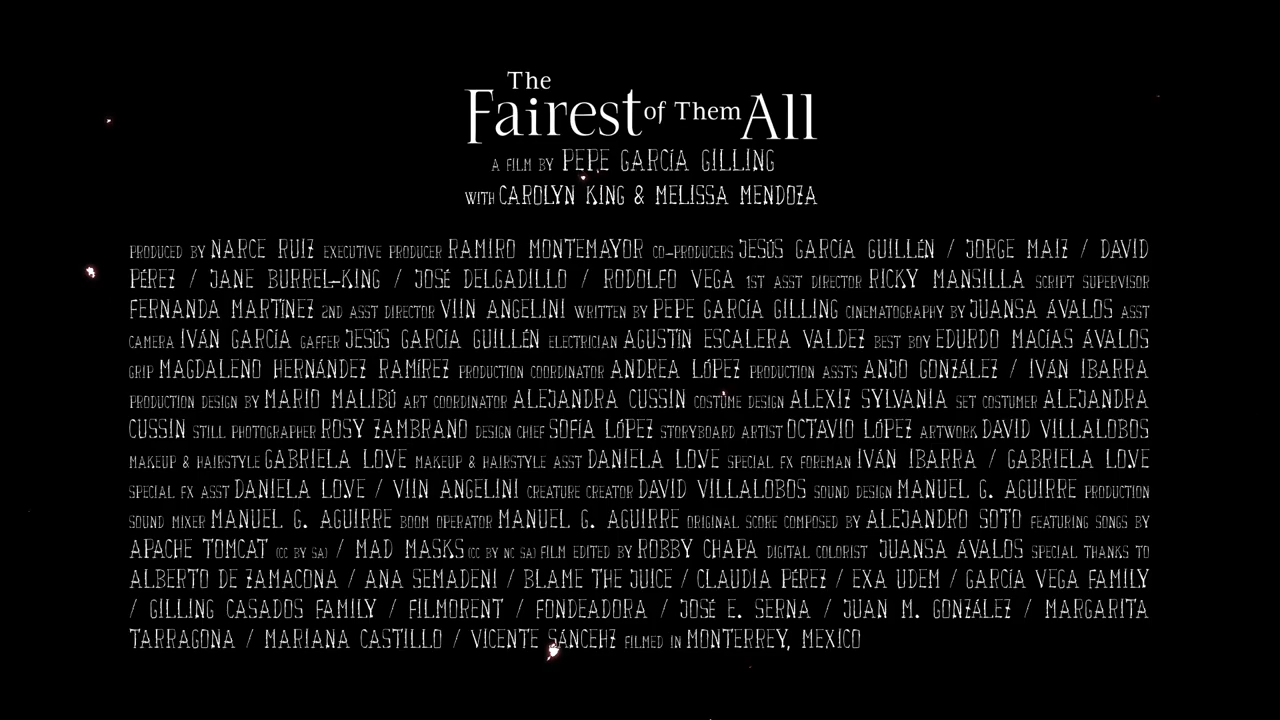 The
Fairest of Them All
A FILM BY PEPE GARCÍA GILLING
WITH CAROLYN KING & MELISSA MENDOZA
PRODUCED BY NARCE RUIZ EXECUTIVE PRODUCER RAMIRO MONTEMAYOR CO-PRODUCERS JESÚS GARCÍA GUILLÉN / JORGE MAIZ / DAVID
PÉREZ / JANE BURREL-KING / JOSÉ DELGADILLO / RODOLFO VEGA 1ST ASST DIRECTOR RICKY MANSILLA SCRIPT SUPERVISOR
FERNANDA MARTÍNEZ 2ND ASST DIRECTOR VIIN ANGELINI WRITTEN BY PEPE GARCÍA GILLING CINEMATOGRAPHY BY JUANSA ÁVALOS ASST
CAMERA IVÁN GARCÍA GAFFER JESÚS GARCÍA GUILLÉN ELECTRICIAN AGUSTÍN ESCALERA VALDEZ BEST BOY EDURDO MACÍAS ÁVALOS
GRIP MAGDALENO HERNÁNDEZ RAMÍREZ PRODUCTION COORDINATOR ANDREA LÓPEZ PRODUCTION ASSTS ANJO GONZÁLEZ / IVÁN IBARRA
PRODUCTION DESIGN BY MARIO MALIBÚ ART COORDINATOR ALEJANDRA CUSSIN COSTUME DESIGN ALEXIZ SYLVANIA SET COSTUMER ALEJANDRA
CUSSIN STILL PHOTOGRAPHER ROSY ZAMBRANO DESIGN CHIEF SOFÍA LÓPEZ STORYBOARD ARTIST OCTAVIO LÓPEZ ARTWORK DAVID VILLALOBOS
MAKEUP & HAIRSTYLE GABRIELA LOVE MAKEUP & HAIRSTYLE ASST DANIELA LOVE SPECIAL FX FOREMAN IVÁN IBARRA / GABRIELA LOVE
SPECIAL FX ASST DANIELA LOVE / VIIN ANGELINI CREATURE CREATOR DAVID VILLALOBOS SOUND DESIGN MANUEL G. AGUIRRE PRODUCTION
SOUND MIXER MANUEL G. AGUIRRE BOOM OPERATOR MANUEL G. AGUIRRE ORIGINAL SCORE COMPOSED BY ALEJANDRO SOTO FEATURING SONGS BY
APACHE TOMCAT (CC BY SA) / MAD MASKS (CC BY NC SA) FILM EDITED BY ROBBY CHAPA DIGITAL COLORIST JUANSA ÁVALOS SPECIAL THANKS TO
ALBERTO DE ZAMACONA / ANA SEMADENI / BLAME THE JUICE / CLAUDIA PÉREZ / EXA UDEM / GARCÍA VEGA FAMILY
/ GILLING CASADOS FAMILY / FILMORENT / FONDEADORA / JOSÉ E. SERNA / JUAN M. GONZÁLEZ / MARGARITA
TARRAGONA / MARIANA CASTILLO / VICENTE SÁNCEHZ FILMED IN MONTERREY, MEXICO